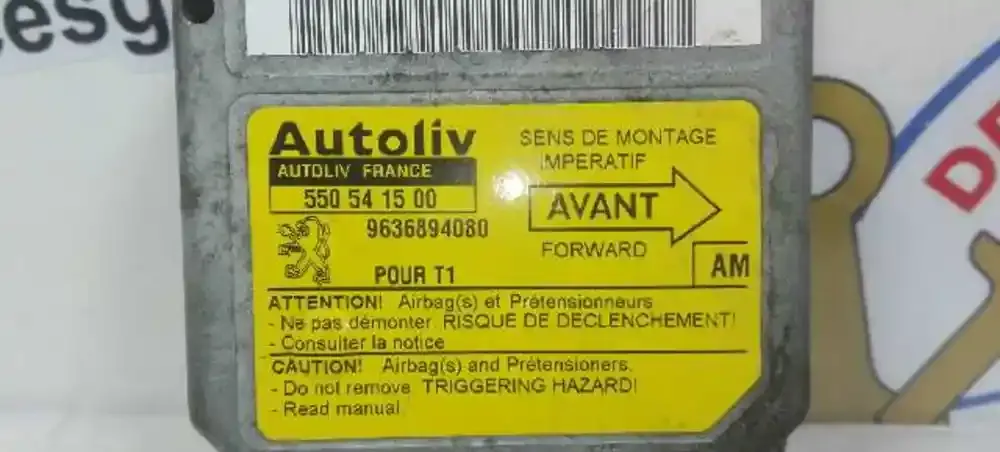 Autoliv
AUTOLIV FRANCE
550 54 15 00
9636894080
POUR T1
SENS DE MONTAGE
IMPERATIF
AVANT
FORWARD
AM
ATTENTION! Airbag(s) et Prétensionneurs
- Ne pas démonter RISQUE DE DECLENCHEMENT!
- Consulter la notice
CAUTION! Airbag(s) and Prétensioners.
- Do not remove TRIGGERING HAZARD!
- Read manual